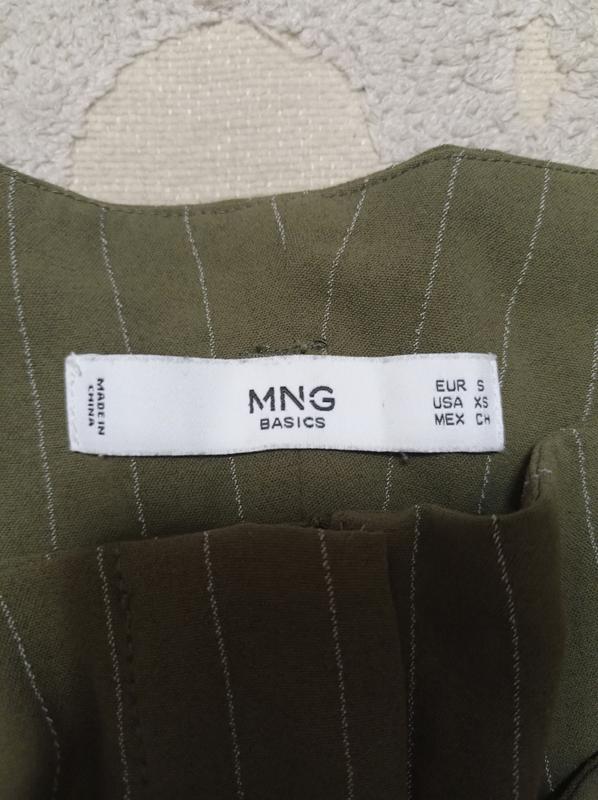 MADE IN
CHINA
MNG
BASICS
EUR S
USA XS
MEX CH